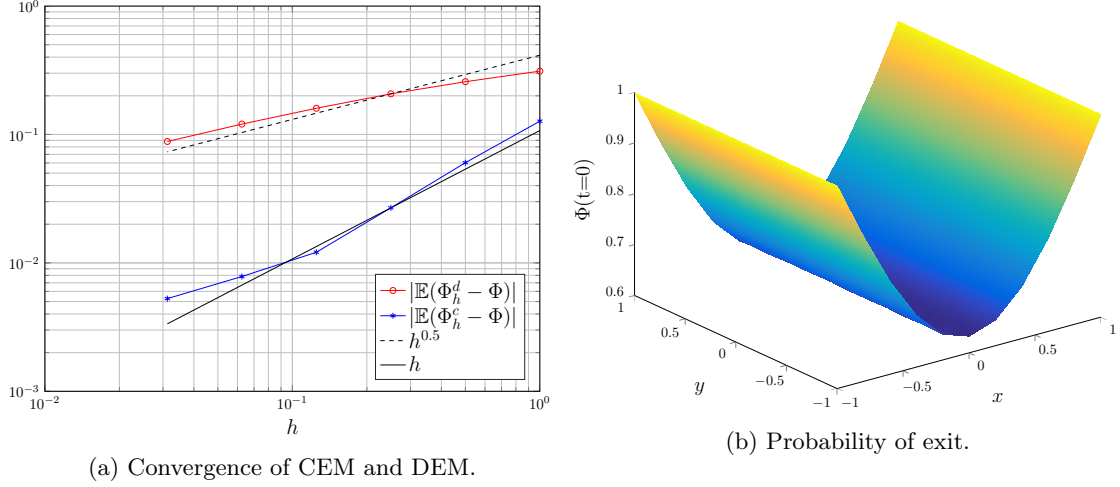 10^0
10^{-1}
10^{-2}
10^{-3}
10^{-2}
10^{-1}
10^0
h
|𝔼(Φ_h^d − Φ)|
|𝔼(Φ_h^c − Φ)|
h^{0.5}
h
(a) Convergence of CEM and DEM.
1
0.9
0.8
0.7
0.6
Φ(t=0)
1
0.5
0
−0.5
−1
y
−1
−0.5
0
0.5
1
x
(b) Probability of exit.